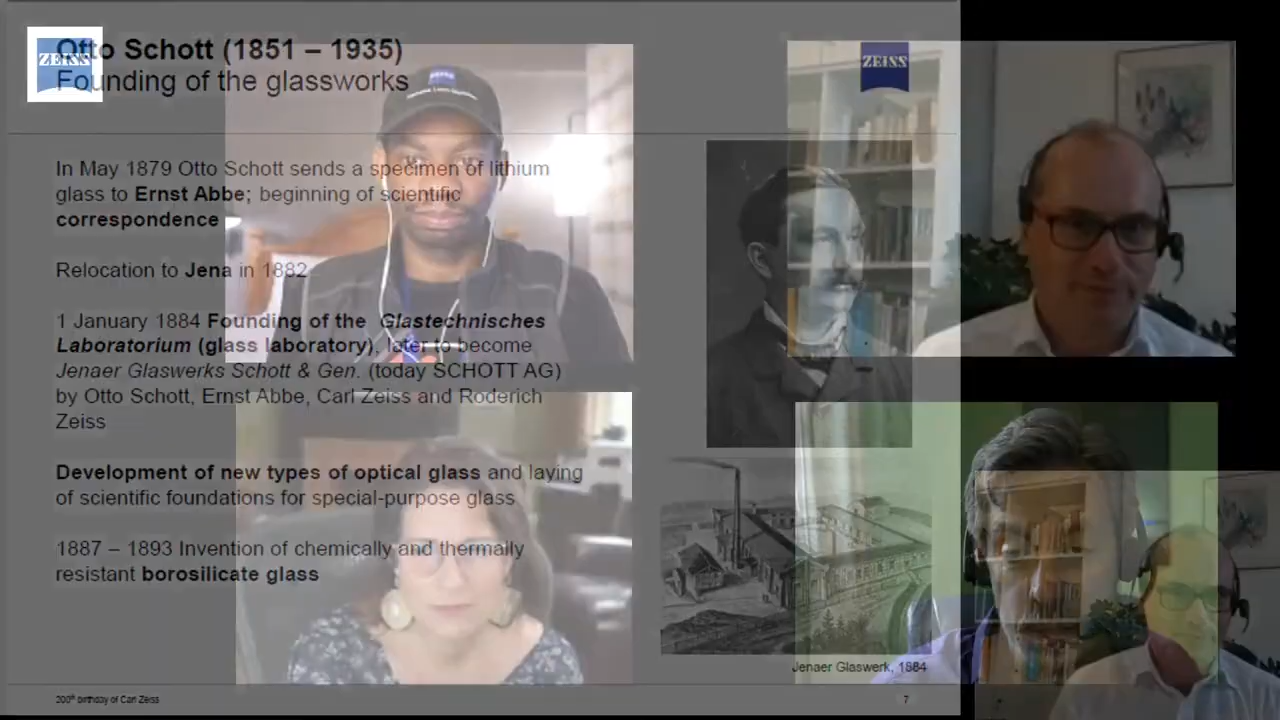 Otto Schott (1851 – 1935)
ZEISS
ZEISS
Founding of the glassworks
In May 1879 Otto Schott sends a specimen of lithium
glass to Ernst Abbe; beginning of scientific
correspondence
Relocation to Jena in 1882
1 January 1884 Founding of the Glastechnisches
Laboratorium (glass laboratory), later to become
Jenaer Glaswerks Schott & Gen. (today SCHOTT AG)
by Otto Schott, Ernst Abbe, Carl Zeiss and Roderich
Zeiss
Development of new types of optical glass and laying
of scientific foundations for special-purpose glass
1887 – 1893 Invention of chemically and thermally
resistant borosilicate glass
Jenaer Glaswerk, 1884
200th birthday of Carl Zeiss
7